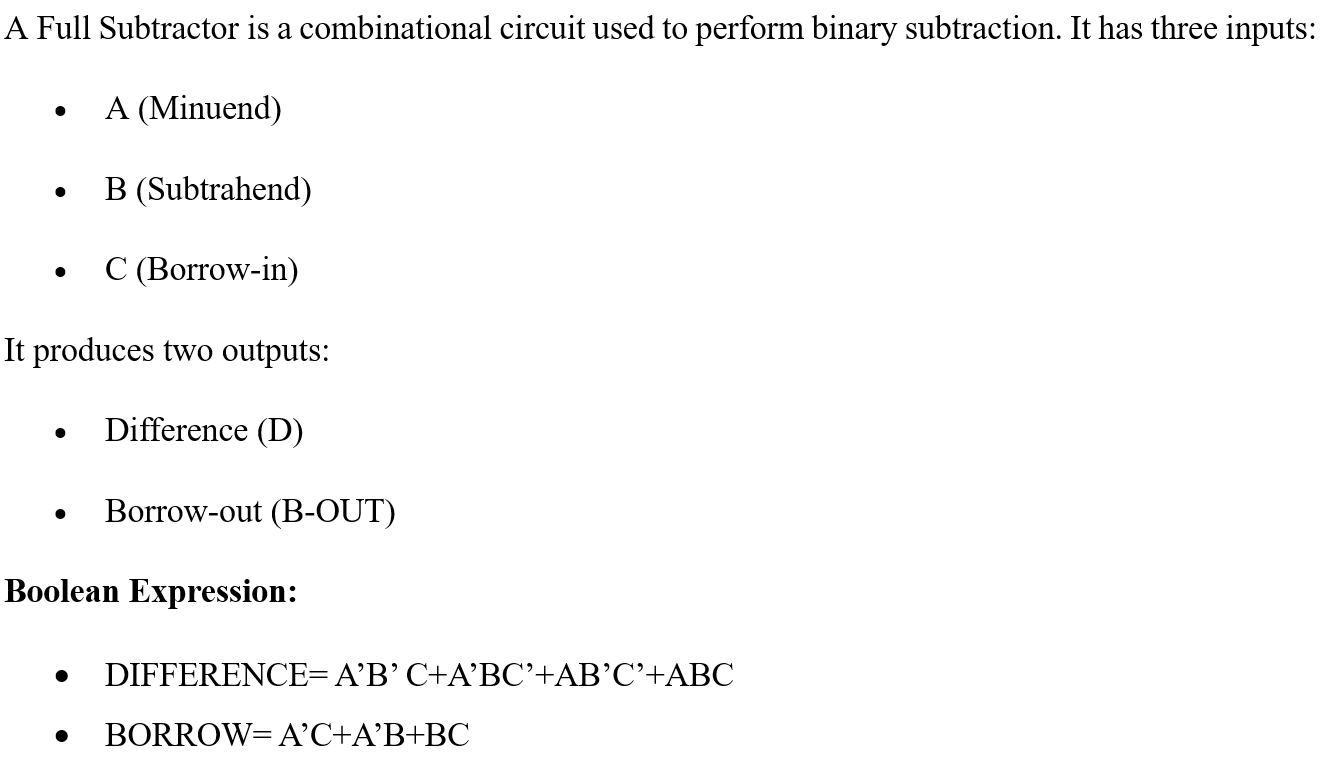 A Full Subtractor is a combinational circuit used to perform binary subtraction. It has three inputs:
• A (Minuend)
• B (Subtrahend)
• C (Borrow-in)
It produces two outputs:
• Difference (D)
• Borrow-out (B-OUT)
Boolean Expression:
• DIFFERENCE= A’B’ C+A’BC’+AB’C’+ABC
• BORROW= A’C+A’B+BC